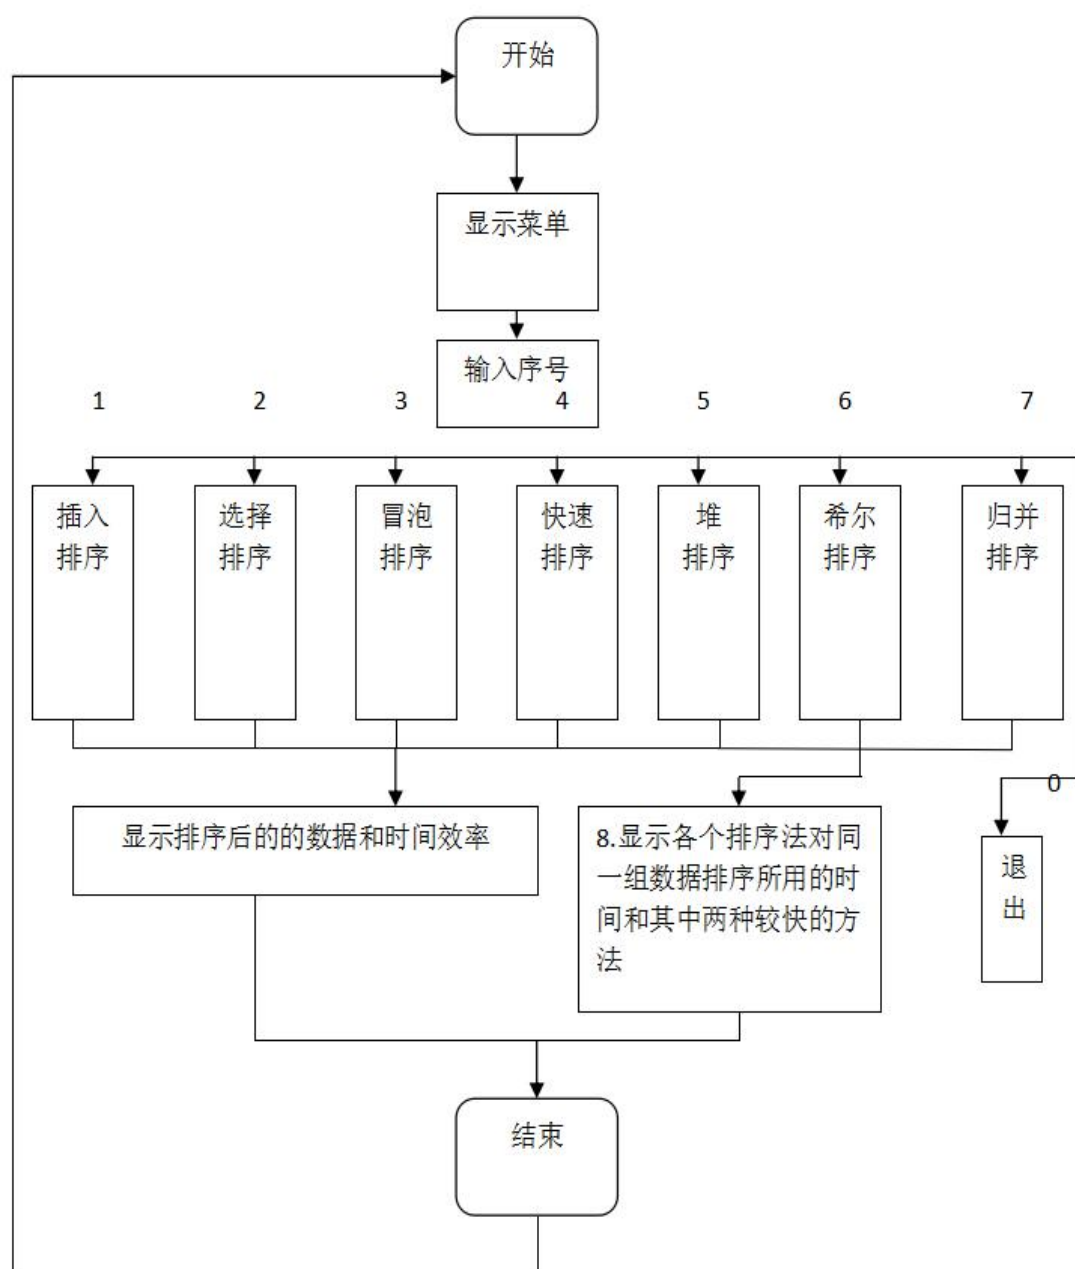 开始
显示菜单
输入序号
1 2 3 4 5 6 7
插入
排序
选择
排序
冒泡
排序
快速
排序
堆
排序
希尔
排序
归并
排序
0
显示排序后的的数据和时间效率
8.显示各个排序法对同
一组数据排序所用的时
间和其中两种较快的方
法
退
出
结束